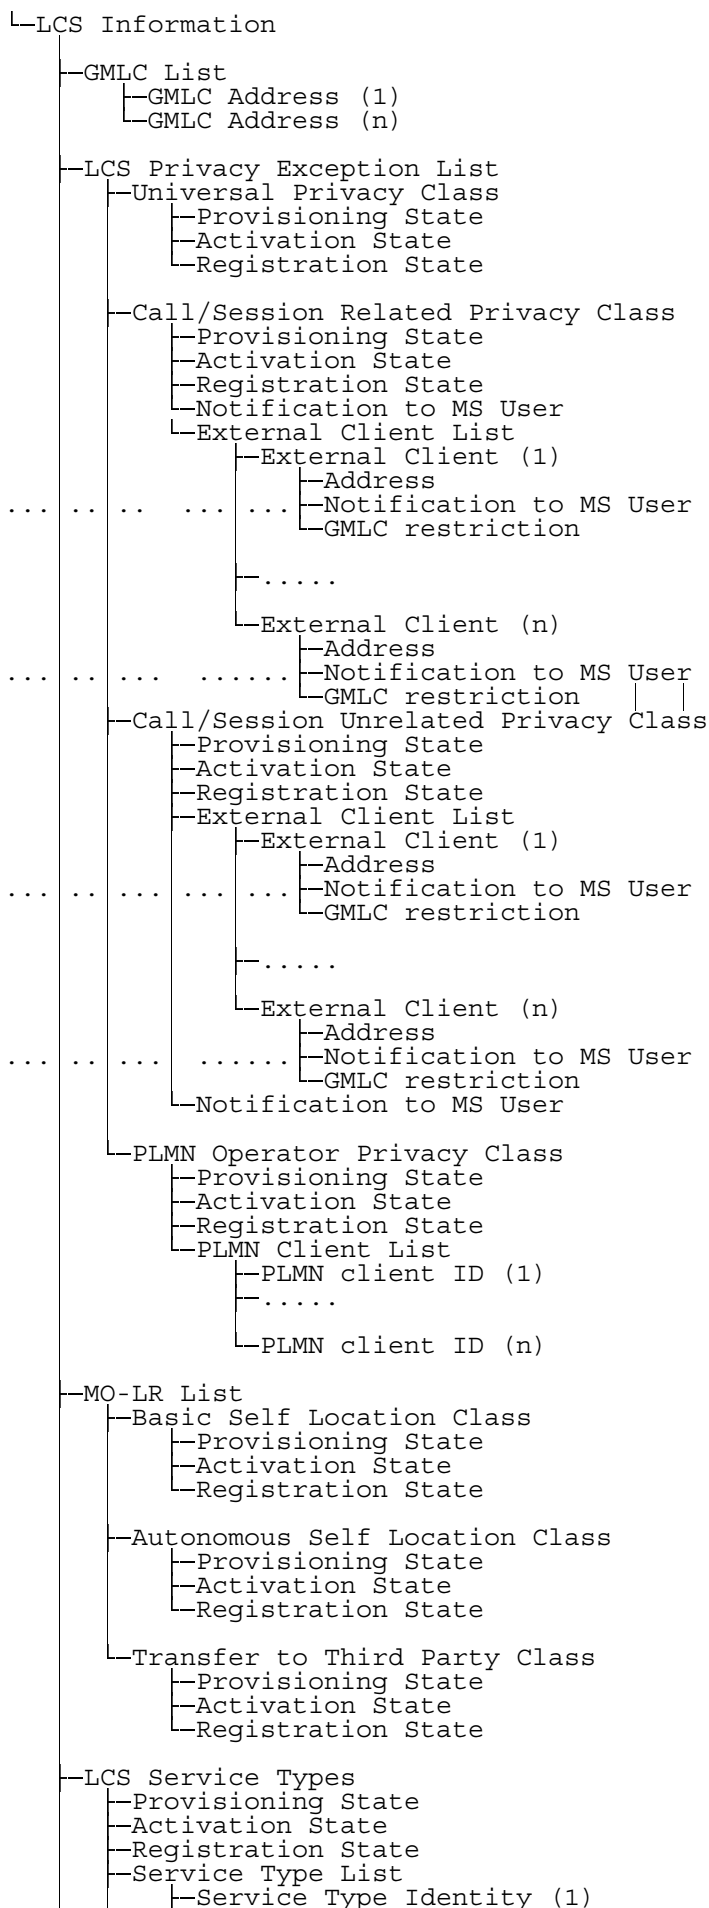 LCS Information
GMLC List
GMLC Address (1)
GMLC Address (n)
LCS Privacy Exception List
Universal Privacy Class
Provisioning State
Activation State
Registration State
Call/Session Related Privacy Class
Provisioning State
Activation State
Registration State
Notification to MS User
External Client List
External Client (1)
Address
... .. .. ... ... Notification to MS User
GMLC restriction
.....
External Client (n)
Address
... .. ... ...... Notification to MS User
GMLC restriction
Call/Session Unrelated Privacy Class
Provisioning State
Activation State
Registration State
External Client List
External Client (1)
Address
... .. ... ... ... Notification to MS User
GMLC restriction
.....
External Client (n)
Address
... .. ... ...... Notification to MS User
GMLC restriction
Notification to MS User
PLMN Operator Privacy Class
Provisioning State
Activation State
Registration State
PLMN Client List
PLMN client ID (1)
.....
PLMN client ID (n)
MO-LR List
Basic Self Location Class
Provisioning State
Activation State
Registration State
Autonomous Self Location Class
Provisioning State
Activation State
Registration State
Transfer to Third Party Class
Provisioning State
Activation State
Registration State
LCS Service Types
Provisioning State
Activation State
Registration State
Service Type List
Service Type Identity (1)